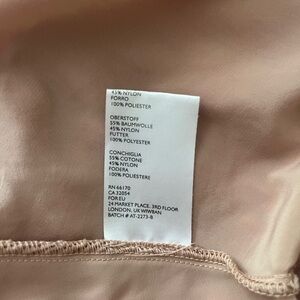 45% NYLON
FORRO
100% POLIESTER
OBERSTOFF
55% BAUMWOLLE
45% NYLON
FUTTER
100% POLYESTER
CONCHIGLIA
55% COTONE
45% NYLON
FODERA
100% POLIESTERE
RN 66170
CA 32054
FOR EU
24 MARKET PLACE, 3RD FLOOR
LONDON, UK W1W8AN
BATCH # AT-2273-B